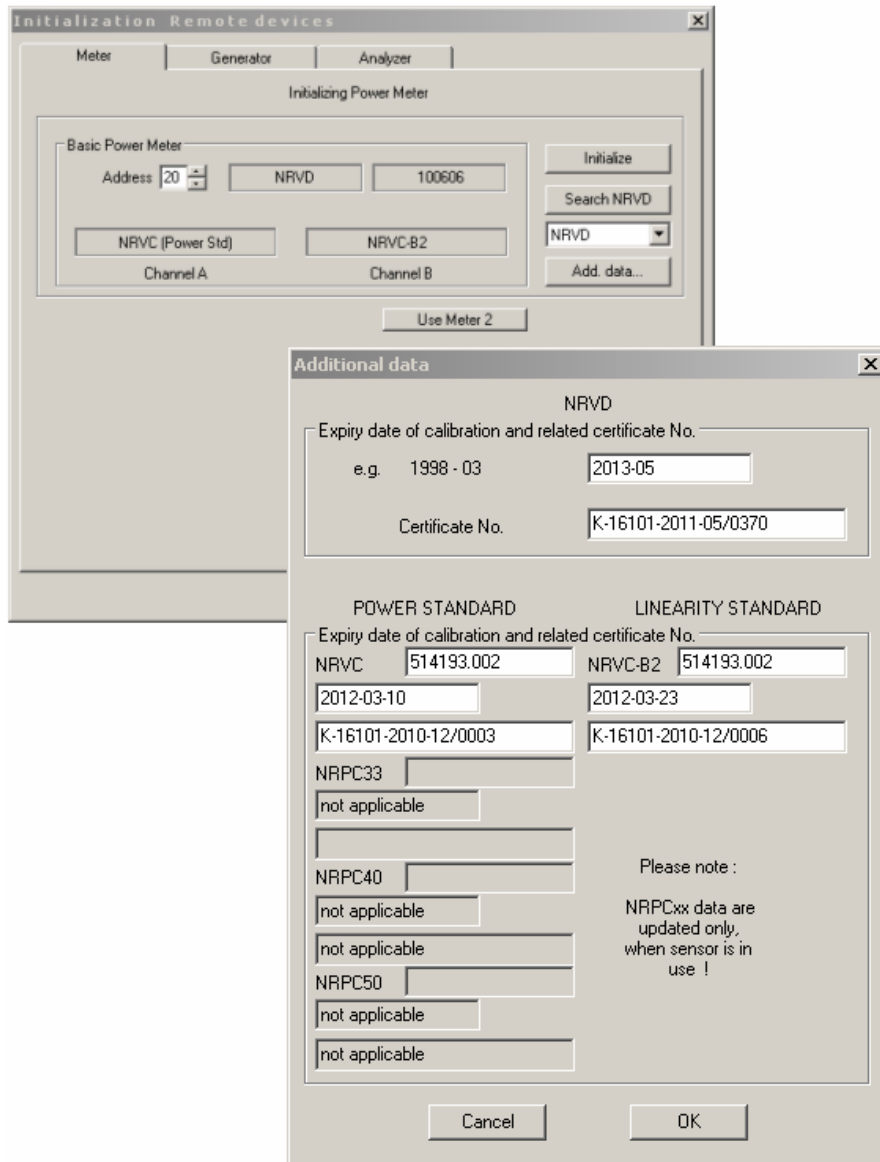 Initialization Remote devices
Meter Generator Analyzer
Initializing Power Meter
Basic Power Meter
Address 20 NRVD 100606
Initialize
Search NRVD
NRVC (Power Std) NRVC-B2 NRVD
Channel A Channel B Add. data...
Use Meter 2
Additional data
NRVD
Expiry date of calibration and related certificate No.
e.g. 1998 - 03 2013-05
Certificate No. K-16101-2011-05/0370
POWER STANDARD LINEARITY STANDARD
Expiry date of calibration and related certificate No.
NRVC 514193.002 NRVC-B2 514193.002
2012-03-10 2012-03-23
K-16101-2010-12/0003 K-16101-2010-12/0006
NRPC33
not applicable
NRPC40
not applicable
not applicable
NRPC50
not applicable
not applicable
Please note :
NRPCxx data are
updated only,
when sensor is in
use !
Cancel OK